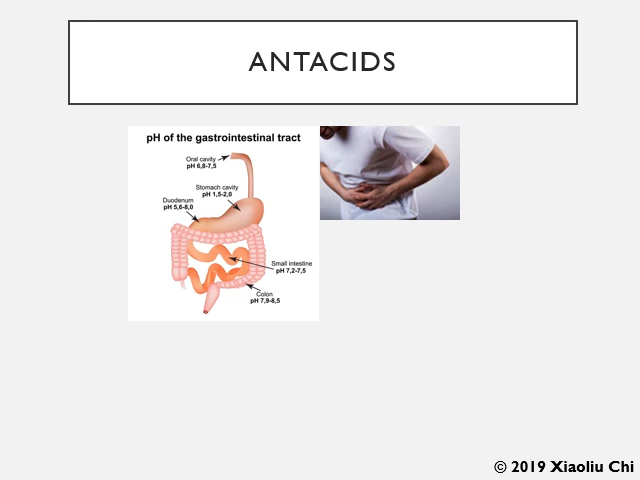 ANTACIDS
pH of the gastrointestinal tract
Oral cavity
pH 6,8-7,5
Stomach cavity
pH 1,5-2,0
Duodenum
pH 5,6-8,0
Small intestine
pH 7,2-7,5
Colon
pH 7,9-8,5
© 2019 Xiaoliu Chi